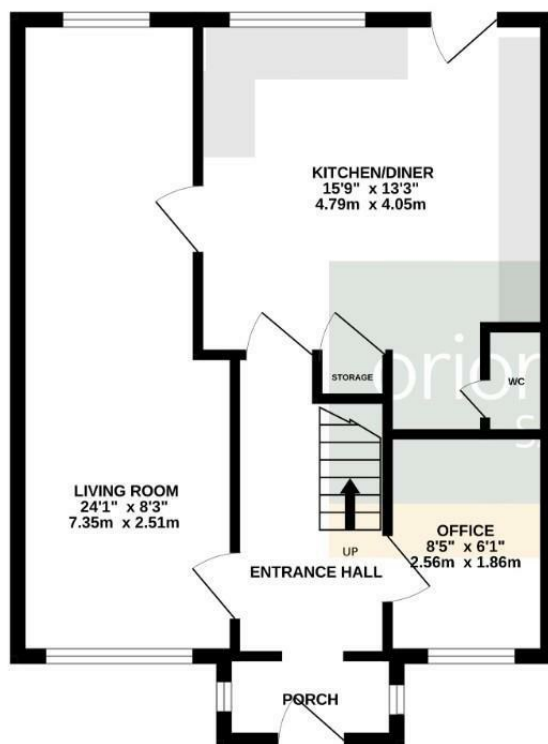 KITCHEN/DINER
15'9" x 13'3"
4.79m x 4.05m
STORAGE
WC
LIVING ROOM
24'1" x 8'3"
7.35m x 2.51m
UP
OFFICE
8'5" x 6'1"
2.56m x 1.86m
ENTRANCE HALL
PORCH